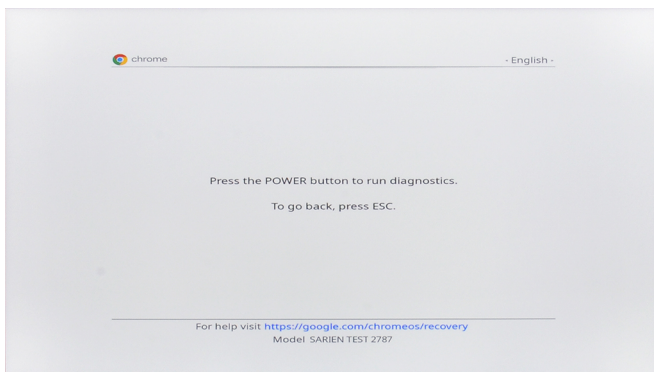 chrome
- English -
Press the POWER button to run diagnostics.
To go back, press ESC.
For help visit https://google.com/chromeos/recovery
Model SARIEN TEST 2787